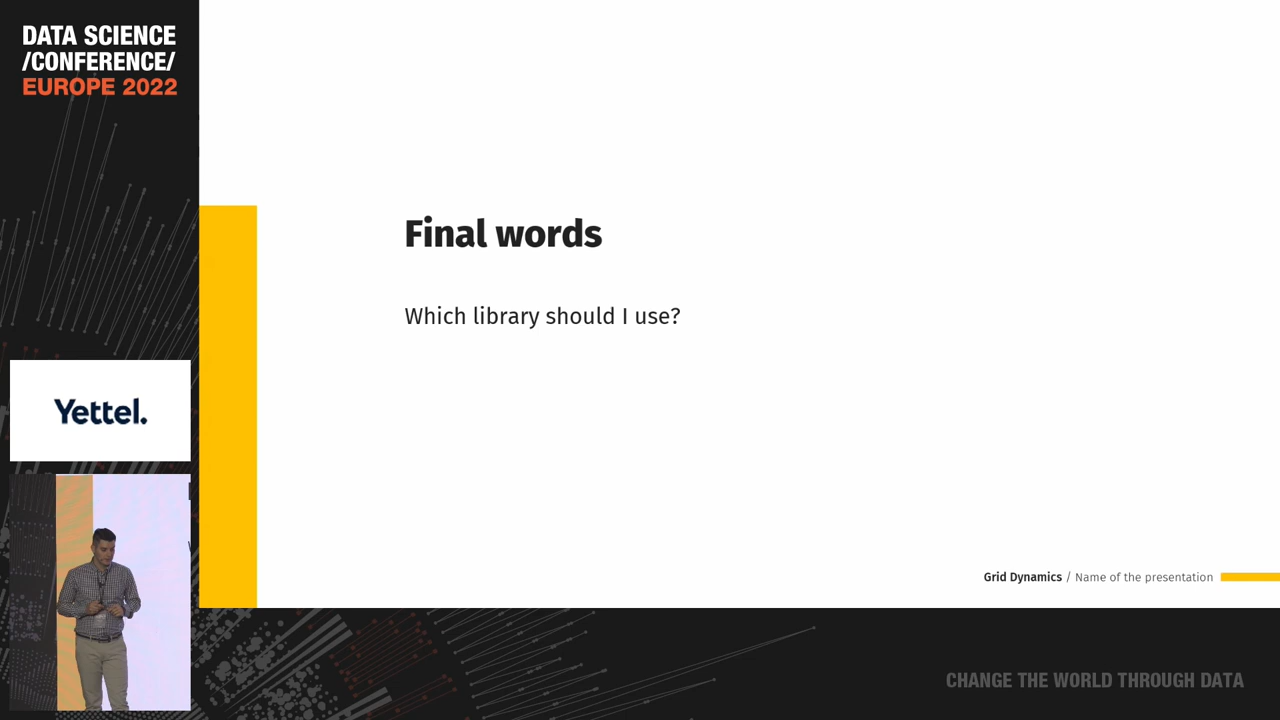 DATA SCIENCE
/CONFERENCE/
EUROPE 2022
Final words
Which library should I use?
Yettel.
Grid Dynamics / Name of the presentation
CHANGE THE WORLD THROUGH DATA